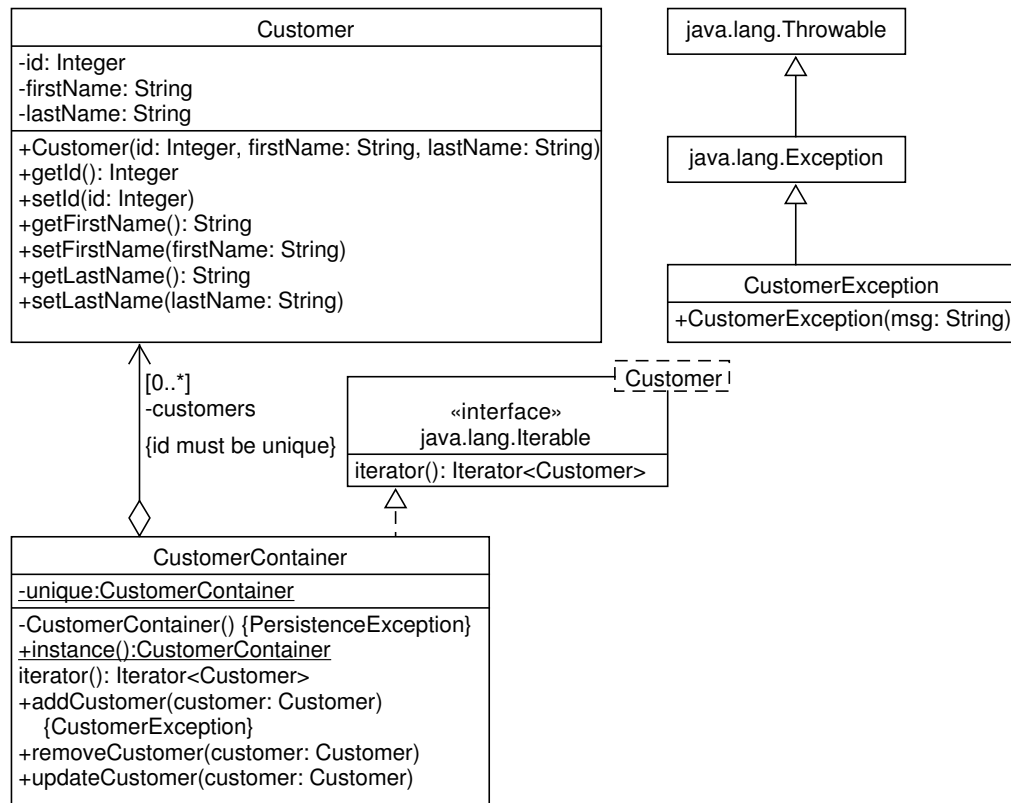 Customer
-id: Integer
-firstName: String
-lastName: String
+Customer(id: Integer, firstName: String, lastName: String)
+getId(): Integer
+setId(id: Integer)
+getFirstName(): String
+setFirstName(firstName: String)
+getLastName(): String
+setLastName(lastName: String)
java.lang.Throwable
java.lang.Exception
CustomerException
+CustomerException(msg: String)
[0..*]
-customers
{id must be unique}
Customer
«interface»
java.lang.Iterable
iterator(): Iterator<Customer>
CustomerContainer
-unique:CustomerContainer
-CustomerContainer() {PersistenceException}
+instance():CustomerContainer
iterator(): Iterator<Customer>
+addCustomer(customer: Customer)
{CustomerException}
+removeCustomer(customer: Customer)
+updateCustomer(customer: Customer)